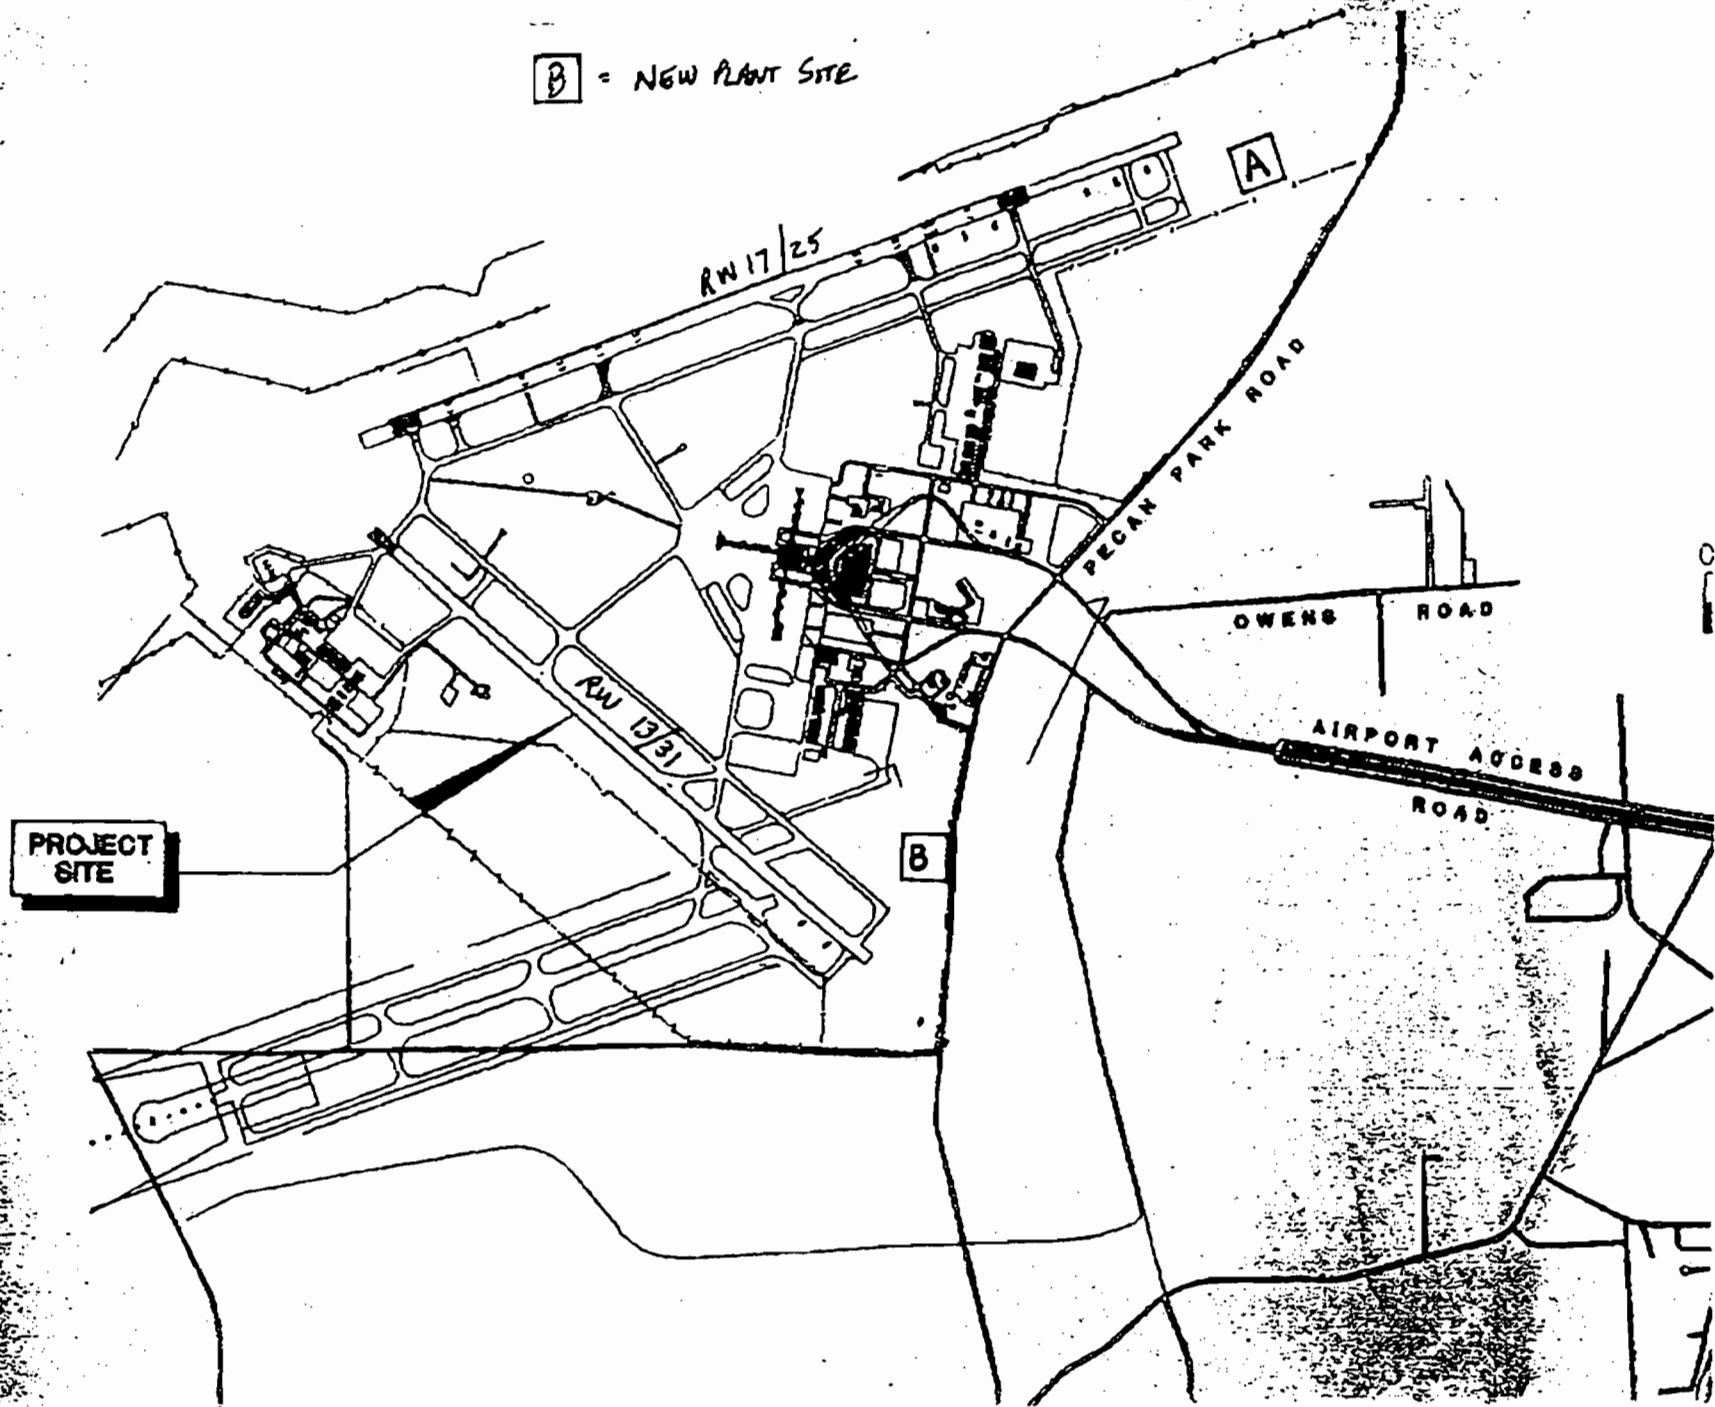 B = NEW PLANT SITE
A
RW 17/25
PECAN PARK ROAD
OWENS ROAD
RW 13/31
AIRPORT ACCESS
ROAD
PROJECT
SITE
B